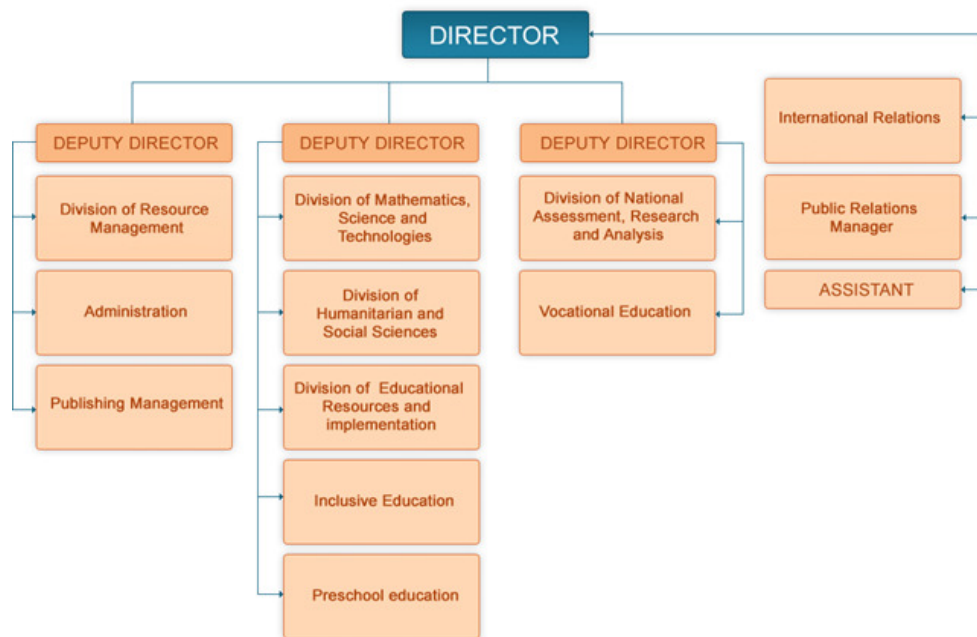 DIRECTOR
DEPUTY DIRECTOR
Division of Resource
Management
Administration
Publishing Management
DEPUTY DIRECTOR
Division of Mathematics,
Science and
Technologies
Division of
Humanitarian and
Social Sciences
Division of Educational
Resources and
implementation
Inclusive Education
Preschool education
DEPUTY DIRECTOR
Division of National
Assessment, Research
and Analysis
Vocational Education
International Relations
Public Relations
Manager
ASSISTANT